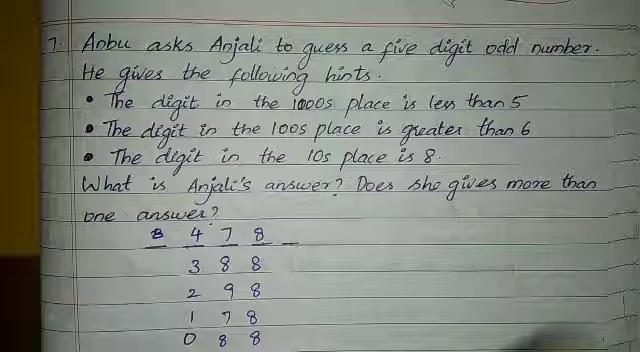 7. Anbu asks Anjali to guess a five digit odd number.
He gives the following hints.
• The digit in the 1000s place is less than 5
• The digit in the 100s place is greater than 6
• The digit in the 10s place is 8.
What is Anjali's answer? Does she gives more than
one answer?
8 4 7 8 _
3 8 8
2 9 8
1 7 8
0 8 8